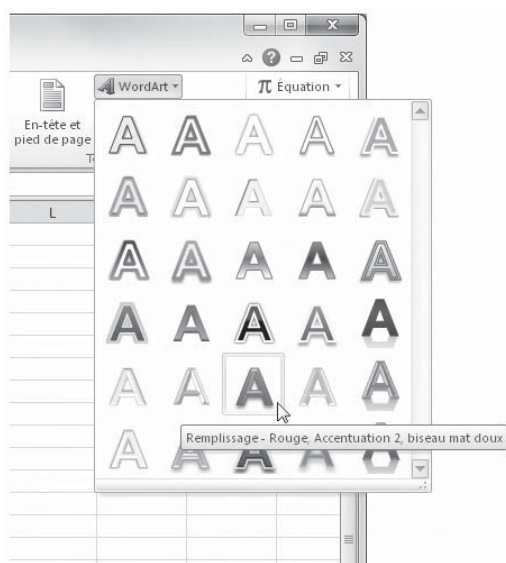 WordArt
π Équation
En-tête et
pied de page
L
Remplissage - Rouge, Accentuation 2, biseau mat doux